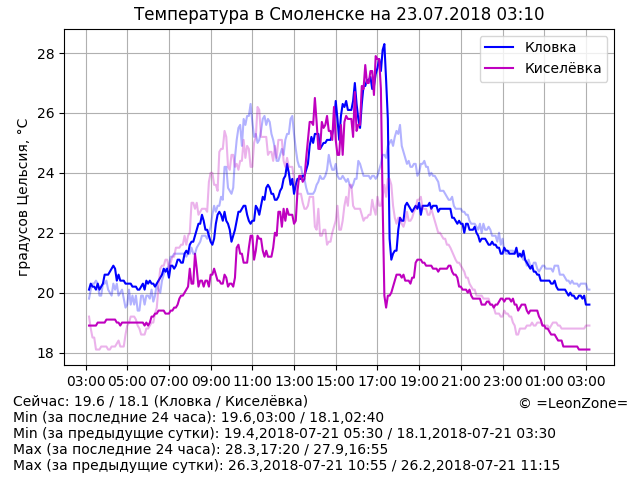 Температура в Смоленске на 23.07.2018 03:10
Кловка
Киселёвка
градусов Цельсия, °C
28
26
24
22
20
18
03:00 05:00 07:00 09:00 11:00 13:00 15:00 17:00 19:00 21:00 23:00 01:00 03:00
Сейчас: 19.6 / 18.1 (Кловка / Киселёвка)
© =LeonZone=
Min (за последние 24 часа): 19.6,03:00 / 18.1,02:40
Min (за предыдущие сутки): 19.4,2018-07-21 05:30 / 18.1,2018-07-21 03:30
Max (за последние 24 часа): 28.3,17:20 / 27.9,16:55
Max (за предыдущие сутки): 26.3,2018-07-21 10:55 / 26.2,2018-07-21 11:15